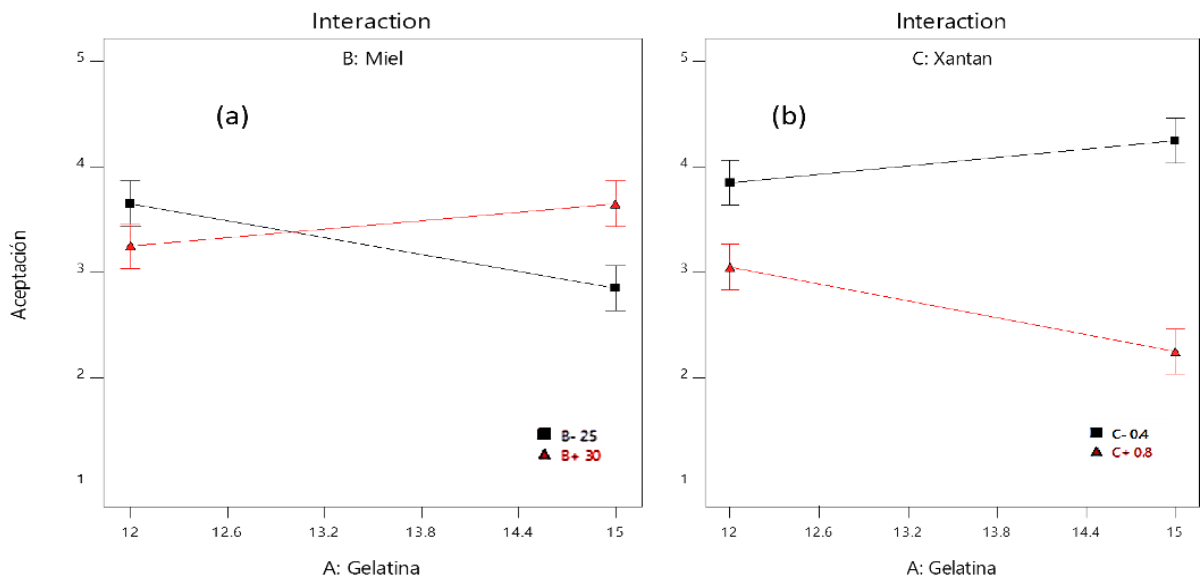 Interaction
B: Miel
(a)
Aceptación
5
4
3
2
1
B- 25
B+ 30
12
12.6
13.2
13.8
14.4
15
A: Gelatina
Interaction
C: Xantan
(b)
5
4
3
2
1
C- 0.4
C+ 0.8
12
12.6
13.2
13.8
14.4
15
A: Gelatina